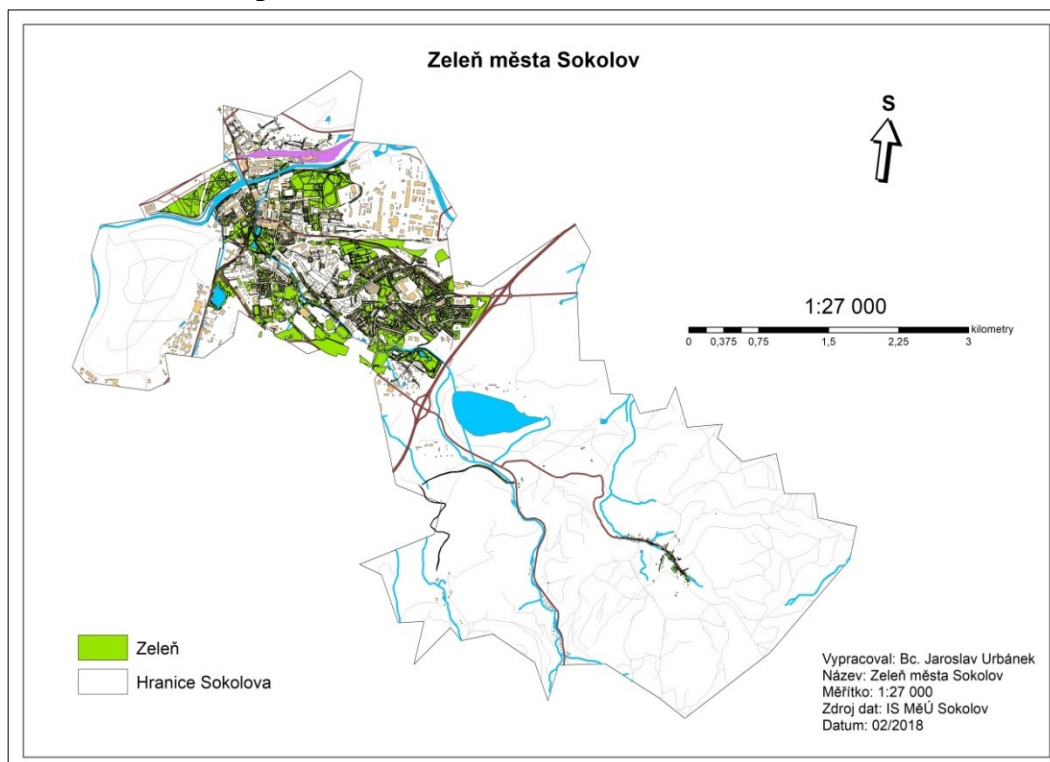 Zeleň města Sokolov
S
1:27 000
kilometry
0 0,375 0,75 1,5 2,25 3
Zeleň
Hranice Sokolova
Vypracoval: Bc. Jaroslav Urbánek
Název: Zeleň města Sokolov
Měřítko: 1:27 000
Zdroj dat: IS MěÚ Sokolov
Datum: 02/2018